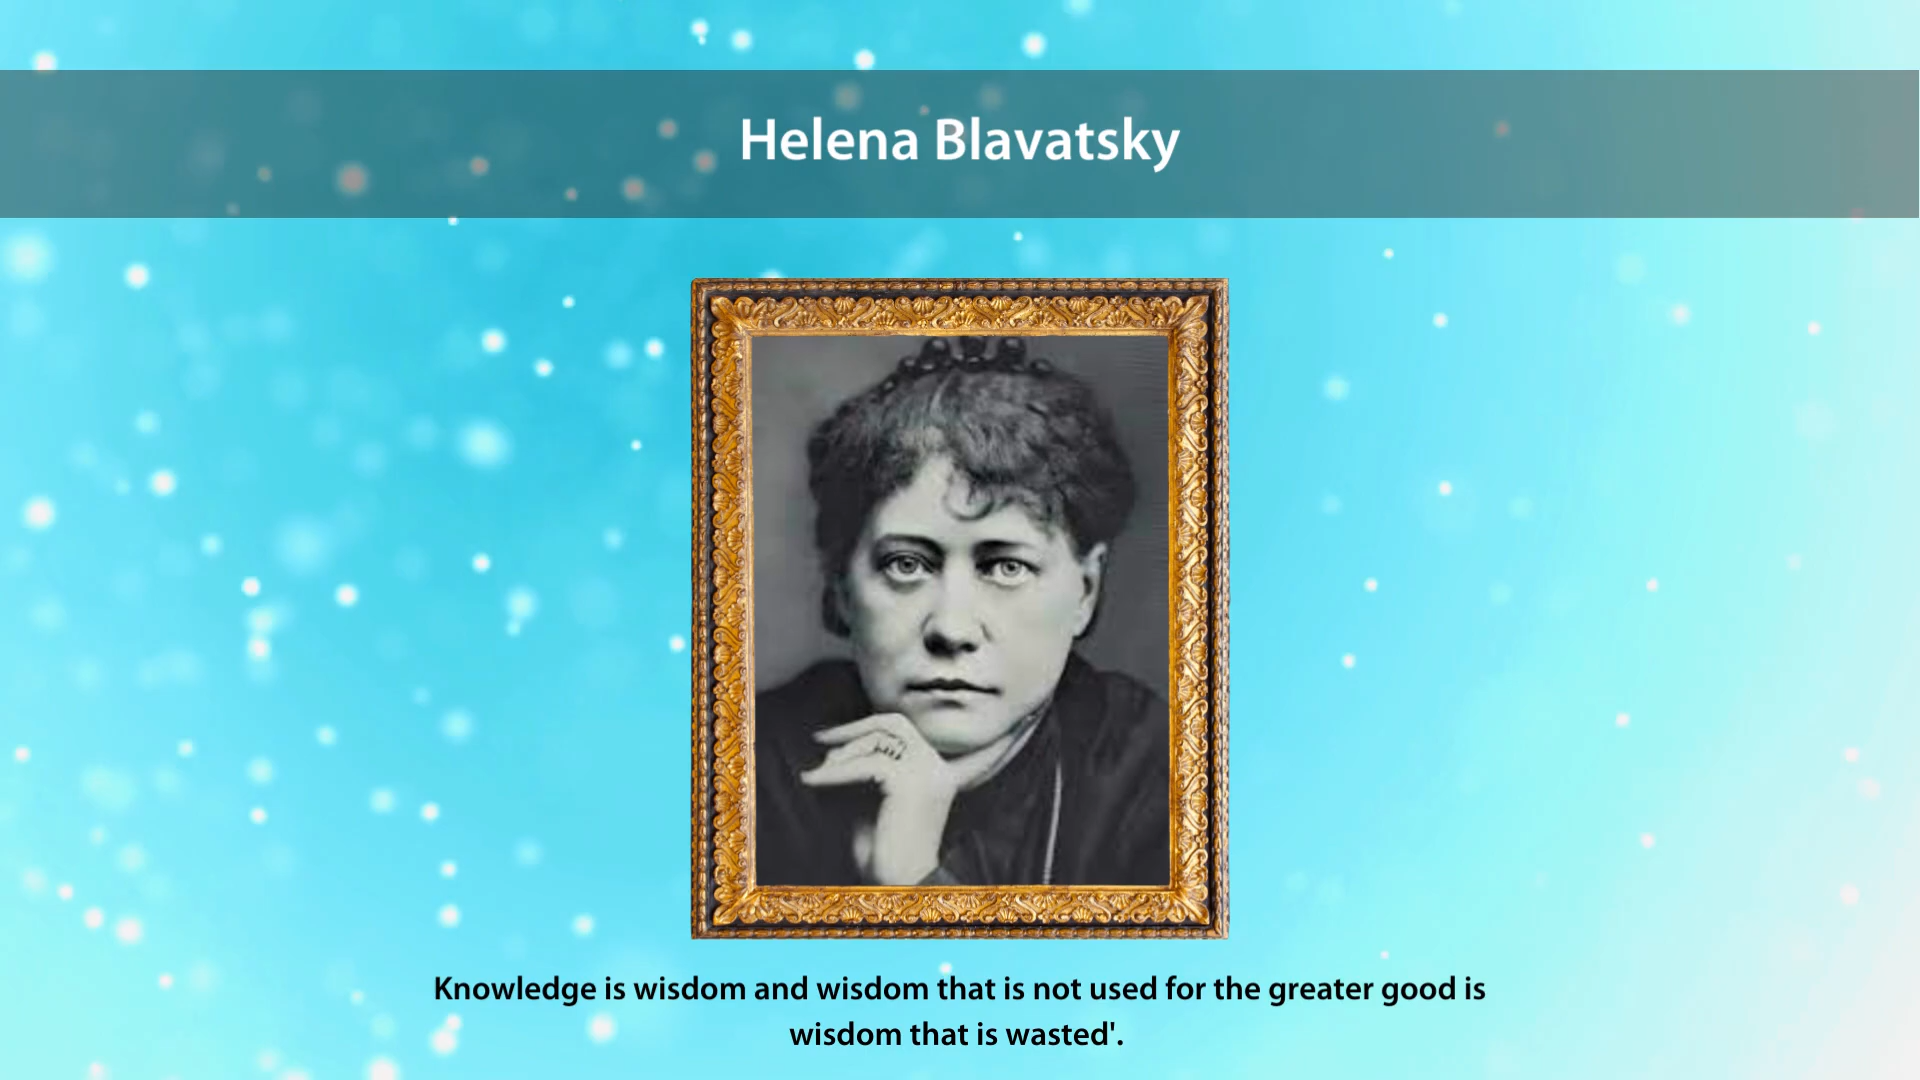 Helena Blavatsky
Knowledge is wisdom and wisdom that is not used for the greater good is
wisdom that is wasted'.